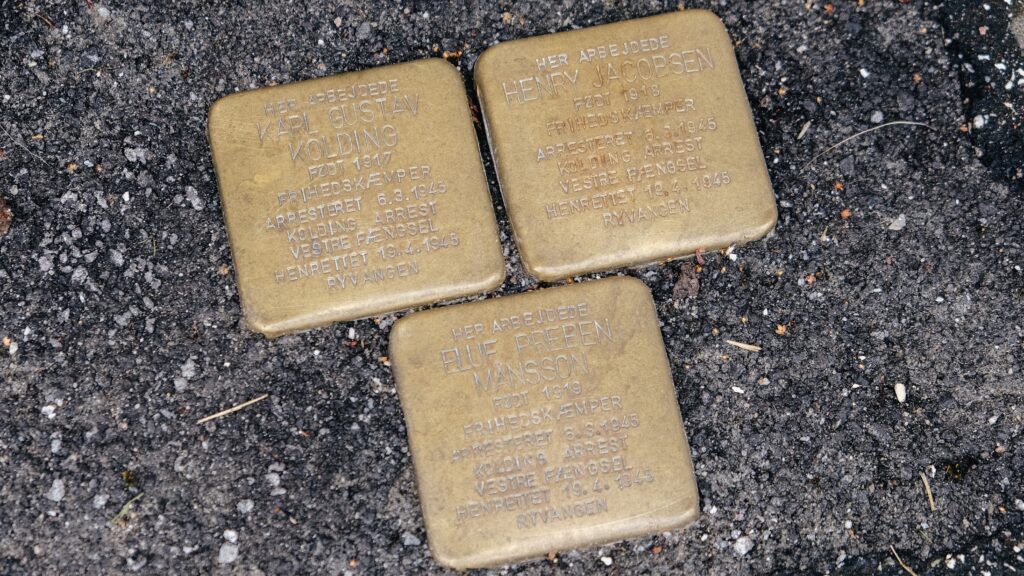 HER ARBEJDEDE
KARL GUSTAV
KOLDING
FØDT 1917
FRIHEDSKÆMPER
ARRESTERET 6.3.1945
KOLDING ARREST
VESTRE FÆNGSEL
HENRETTET 19.4.1945
RYVANGEN
HER ARBEJDEDE
HENRY JACOBSEN
FØDT 1918
FRIHEDSKÆMPER
ARRESTERET 6.3.1945
KOLDING ARREST
VESTRE FÆNGSEL
HENRETTET 19.4.1945
RYVANGEN
HER ARBEJDEDE
ELUF PREBEN
MÅNSSON
FØDT 1919
FRIHEDSKÆMPER
ARRESTERET 6.3.1945
KOLDING ARREST
VESTRE FÆNGSEL
HENRETTET 19.4.1945
RYVANGEN